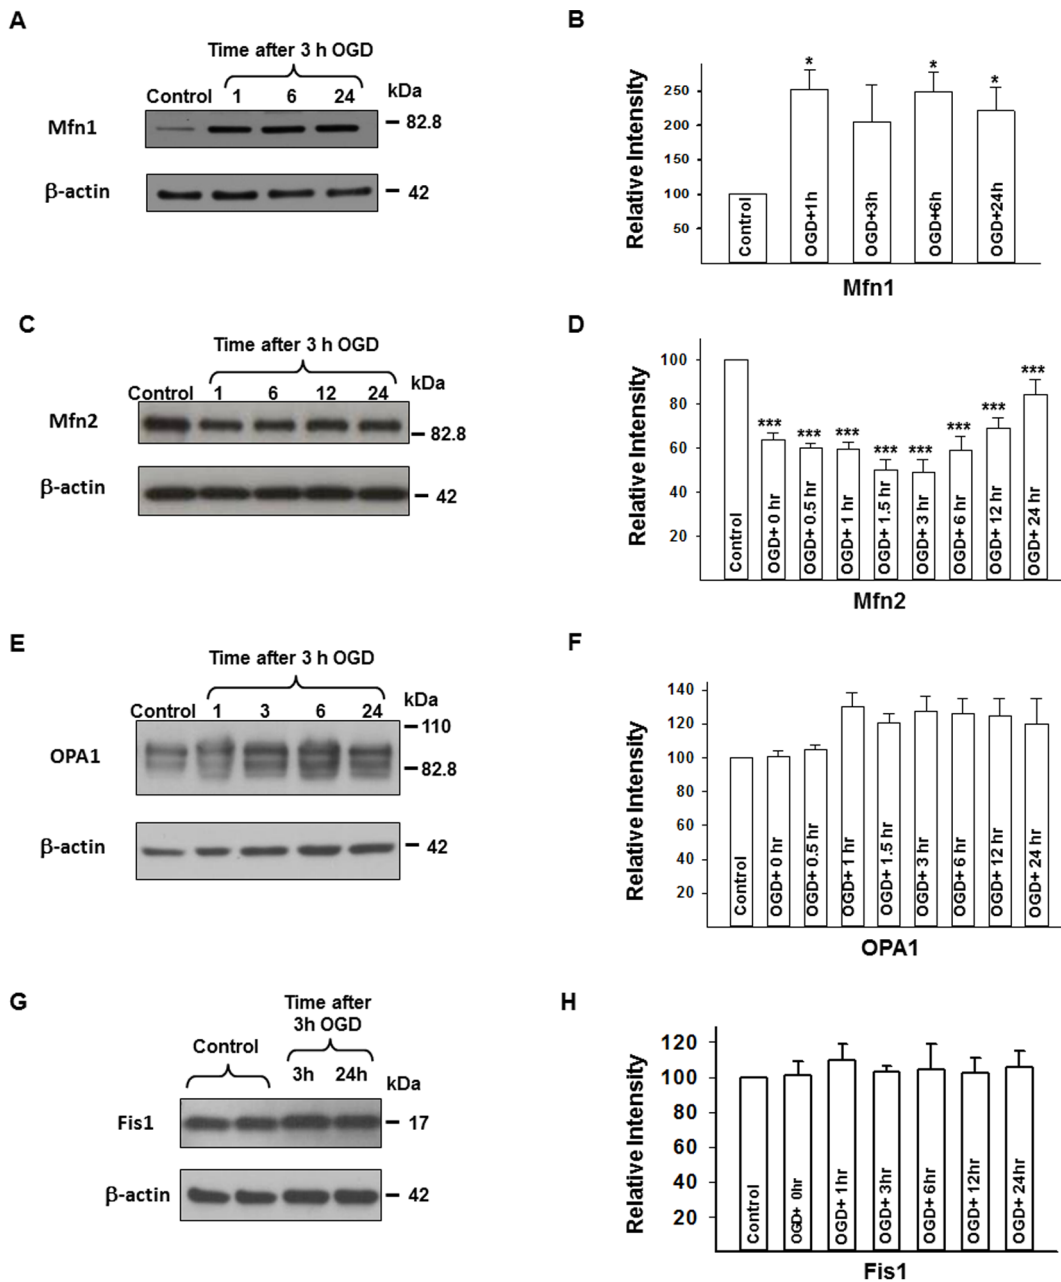 A
Time after 3 h OGD
Control 1 6 24 kDa
Mfn1
82.8
β-actin
42
B
Relative Intensity
250
200
150
100
50
*
*
*
Control
OGD+1h
OGD+3h
OGD+6h
OGD+24h
Mfn1
C
Time after 3 h OGD
Control 1 6 12 24 kDa
Mfn2
82.8
β-actin
42
D
Relative Intensity
100
80
60
40
20
***
***
***
***
***
***
***
***
Control
OGD+ 0 hr
OGD+ 0.5 hr
OGD+ 1 hr
OGD+ 1.5 hr
OGD+ 3 hr
OGD+ 6 hr
OGD+ 12 hr
OGD+ 24 hr
Mfn2
E
Time after 3 h OGD
Control 1 3 6 24 kDa
110
OPA1
82.8
β-actin
42
F
Relative Intensity
140
120
100
80
60
40
20
Control
OGD+ 0 hr
OGD+ 0.5 hr
OGD+ 1 hr
OGD+ 1.5 hr
OGD+ 3 hr
OGD+ 6 hr
OGD+ 12 hr
OGD+ 24 hr
OPA1
G
Time after
3h OGD
Control
3h 24h
kDa
Fis1
17
β-actin
42
H
Relative Intensity
120
100
80
60
40
20
Control
OGD+ 0hr
OGD+ 1hr
OGD+ 3hr
OGD+ 6hr
OGD+ 12hr
OGD+ 24hr
Fis1